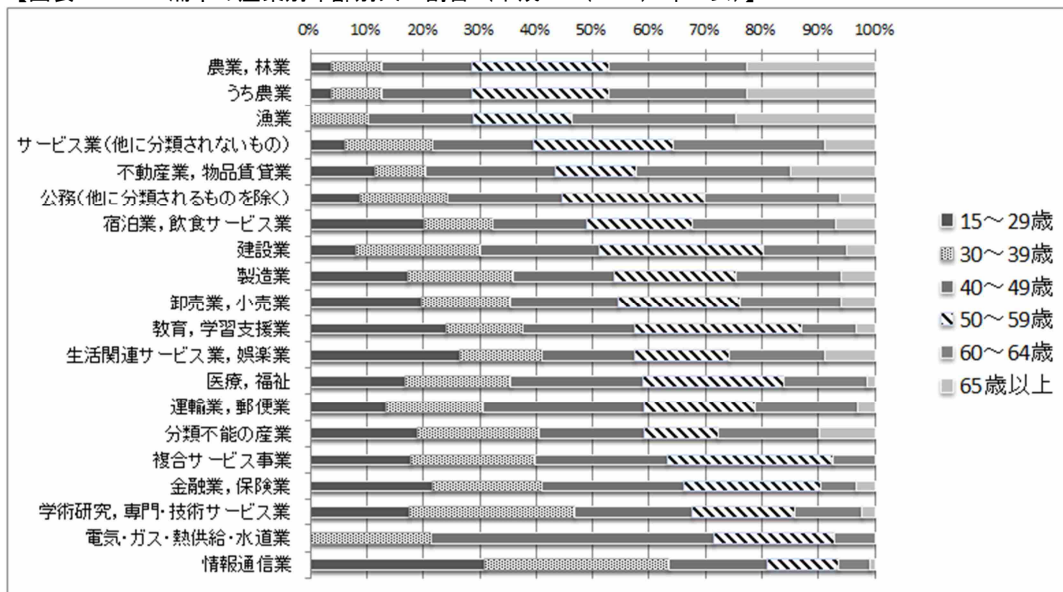 0% 10% 20% 30% 40% 50% 60% 70% 80% 90% 100%
農業，林業
うち農業
漁業
サービス業（他に分類されないもの）
不動産業，物品賃貸業
公務（他に分類されるものを除く）
宿泊業，飲食サービス業
建設業
製造業
卸売業，小売業
教育，学習支援業
生活関連サービス業，娯楽業
医療，福祉
運輸業，郵便業
分類不能の産業
複合サービス事業
金融業，保険業
学術研究，専門・技術サービス業
電気・ガス・熱供給・水道業
情報通信業
15～29歳
30～39歳
40～49歳
50～59歳
60～64歳
65歳以上